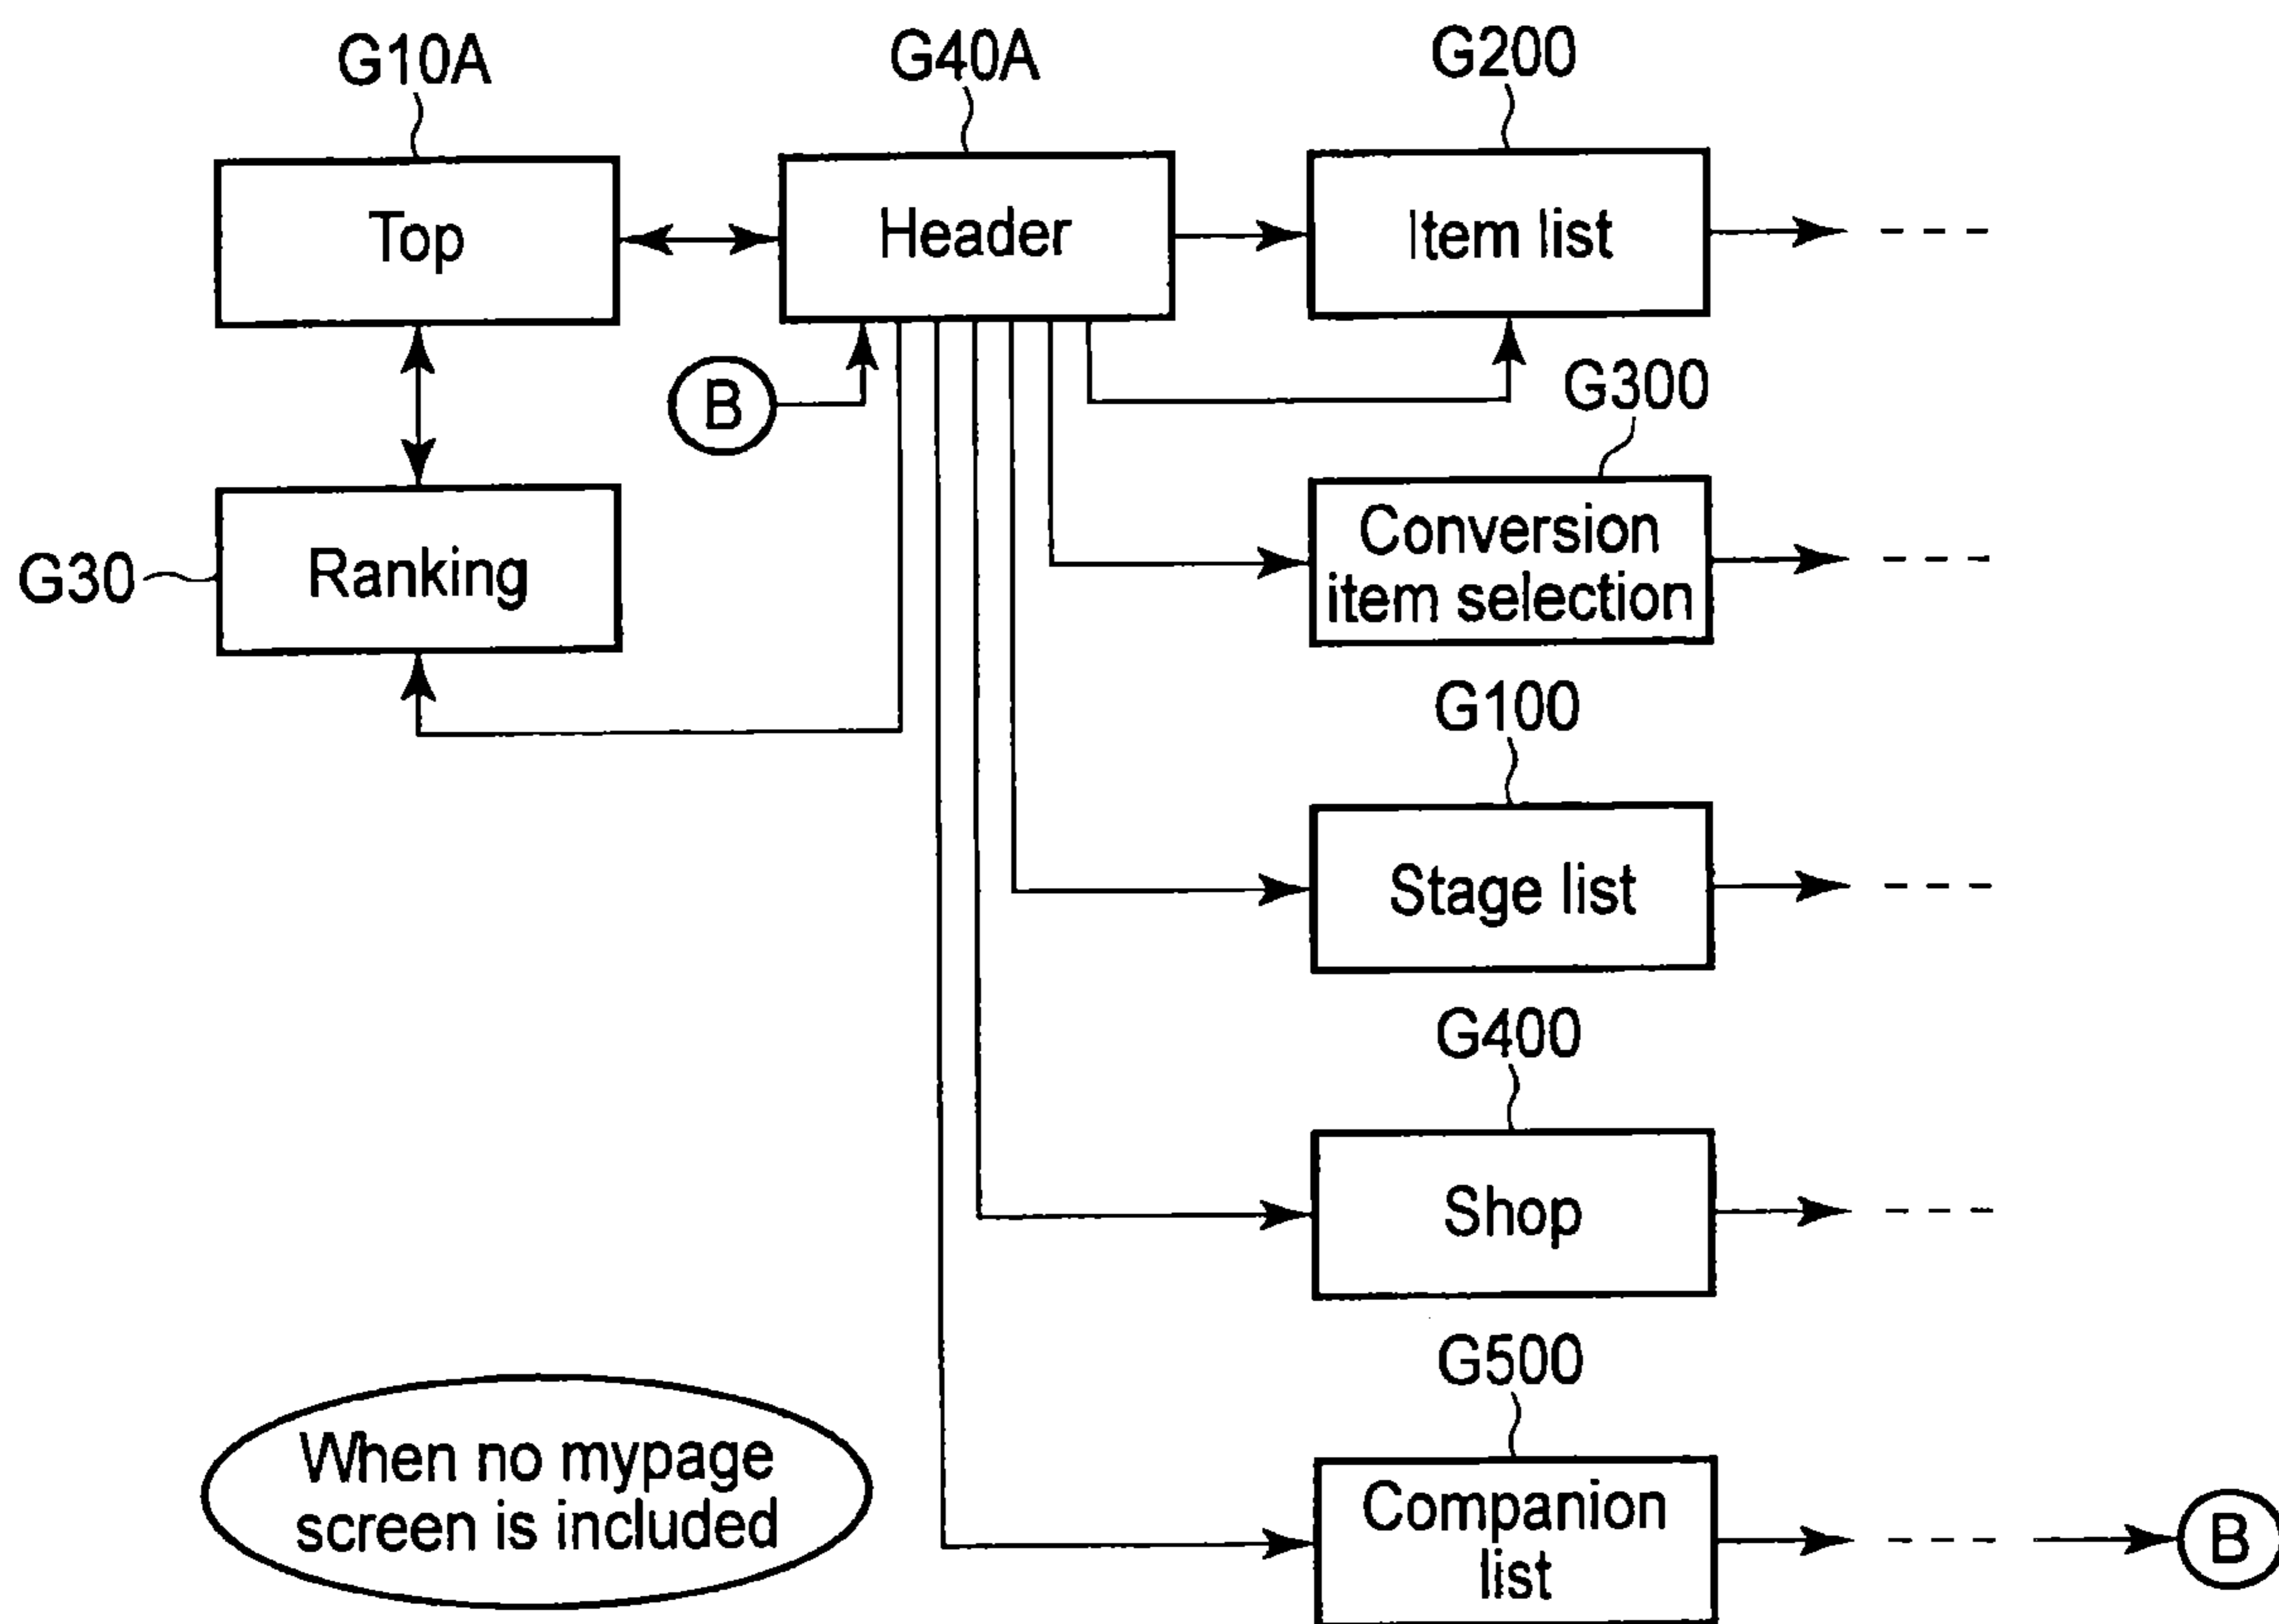 G10A
G40A
G200
Top
Header
Item list
B
G300
Conversion
item selection
G30
Ranking
G100
Stage list
G400
Shop
G500
Companion
list
B
When no mypage
screen is included